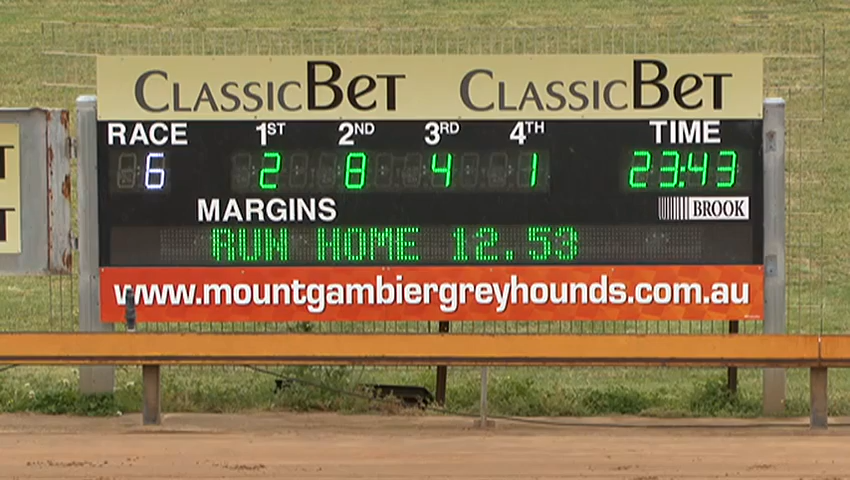 CLASSICBET CLASSICBET
RACE 1ST 2ND 3RD 4TH TIME
6 2 8 4 1 23:43
MARGINS BROOK
RUN HOME 12.53
www.mountgambiergreyhounds.com.au